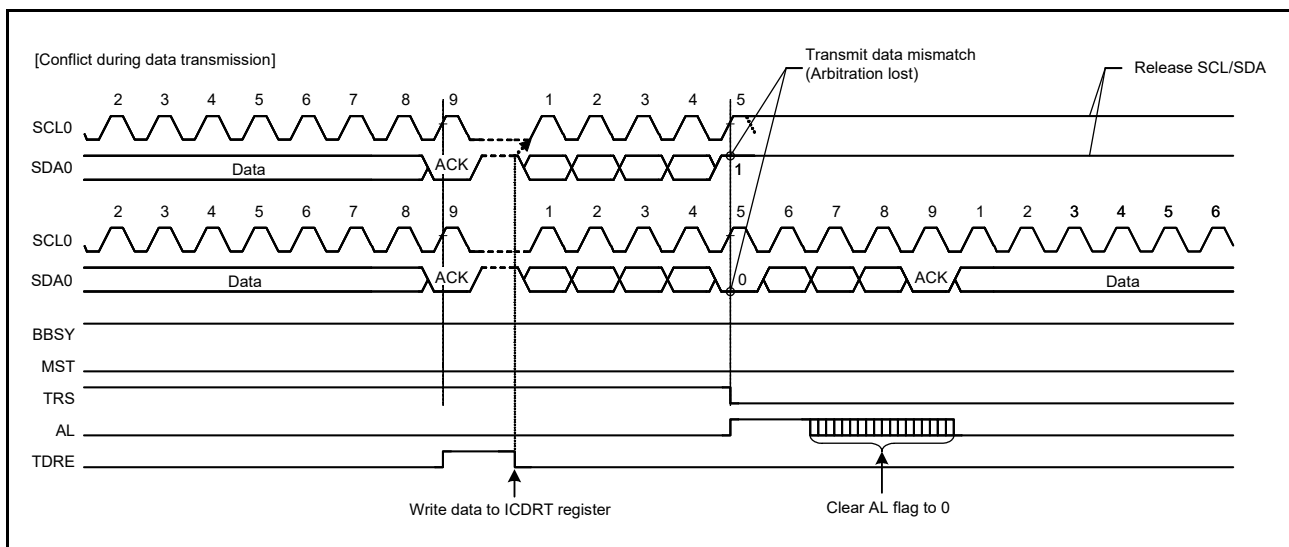 [Conflict during data transmission]
Transmit data mismatch
(Arbitration lost)
Release SCL/SDA
2 3 4 5 6 7 8 9 1 2 3 4 5
SCL0
SDA0 Data ACK 1
2 3 4 5 6 7 8 9 1 2 3 4 5 6 7 8 9 1 2 3 4 5 6
SCL0
SDA0 Data ACK 0 ACK Data
BBSY
MST
TRS
AL
TDRE
Write data to ICDRT register
Clear AL flag to 0